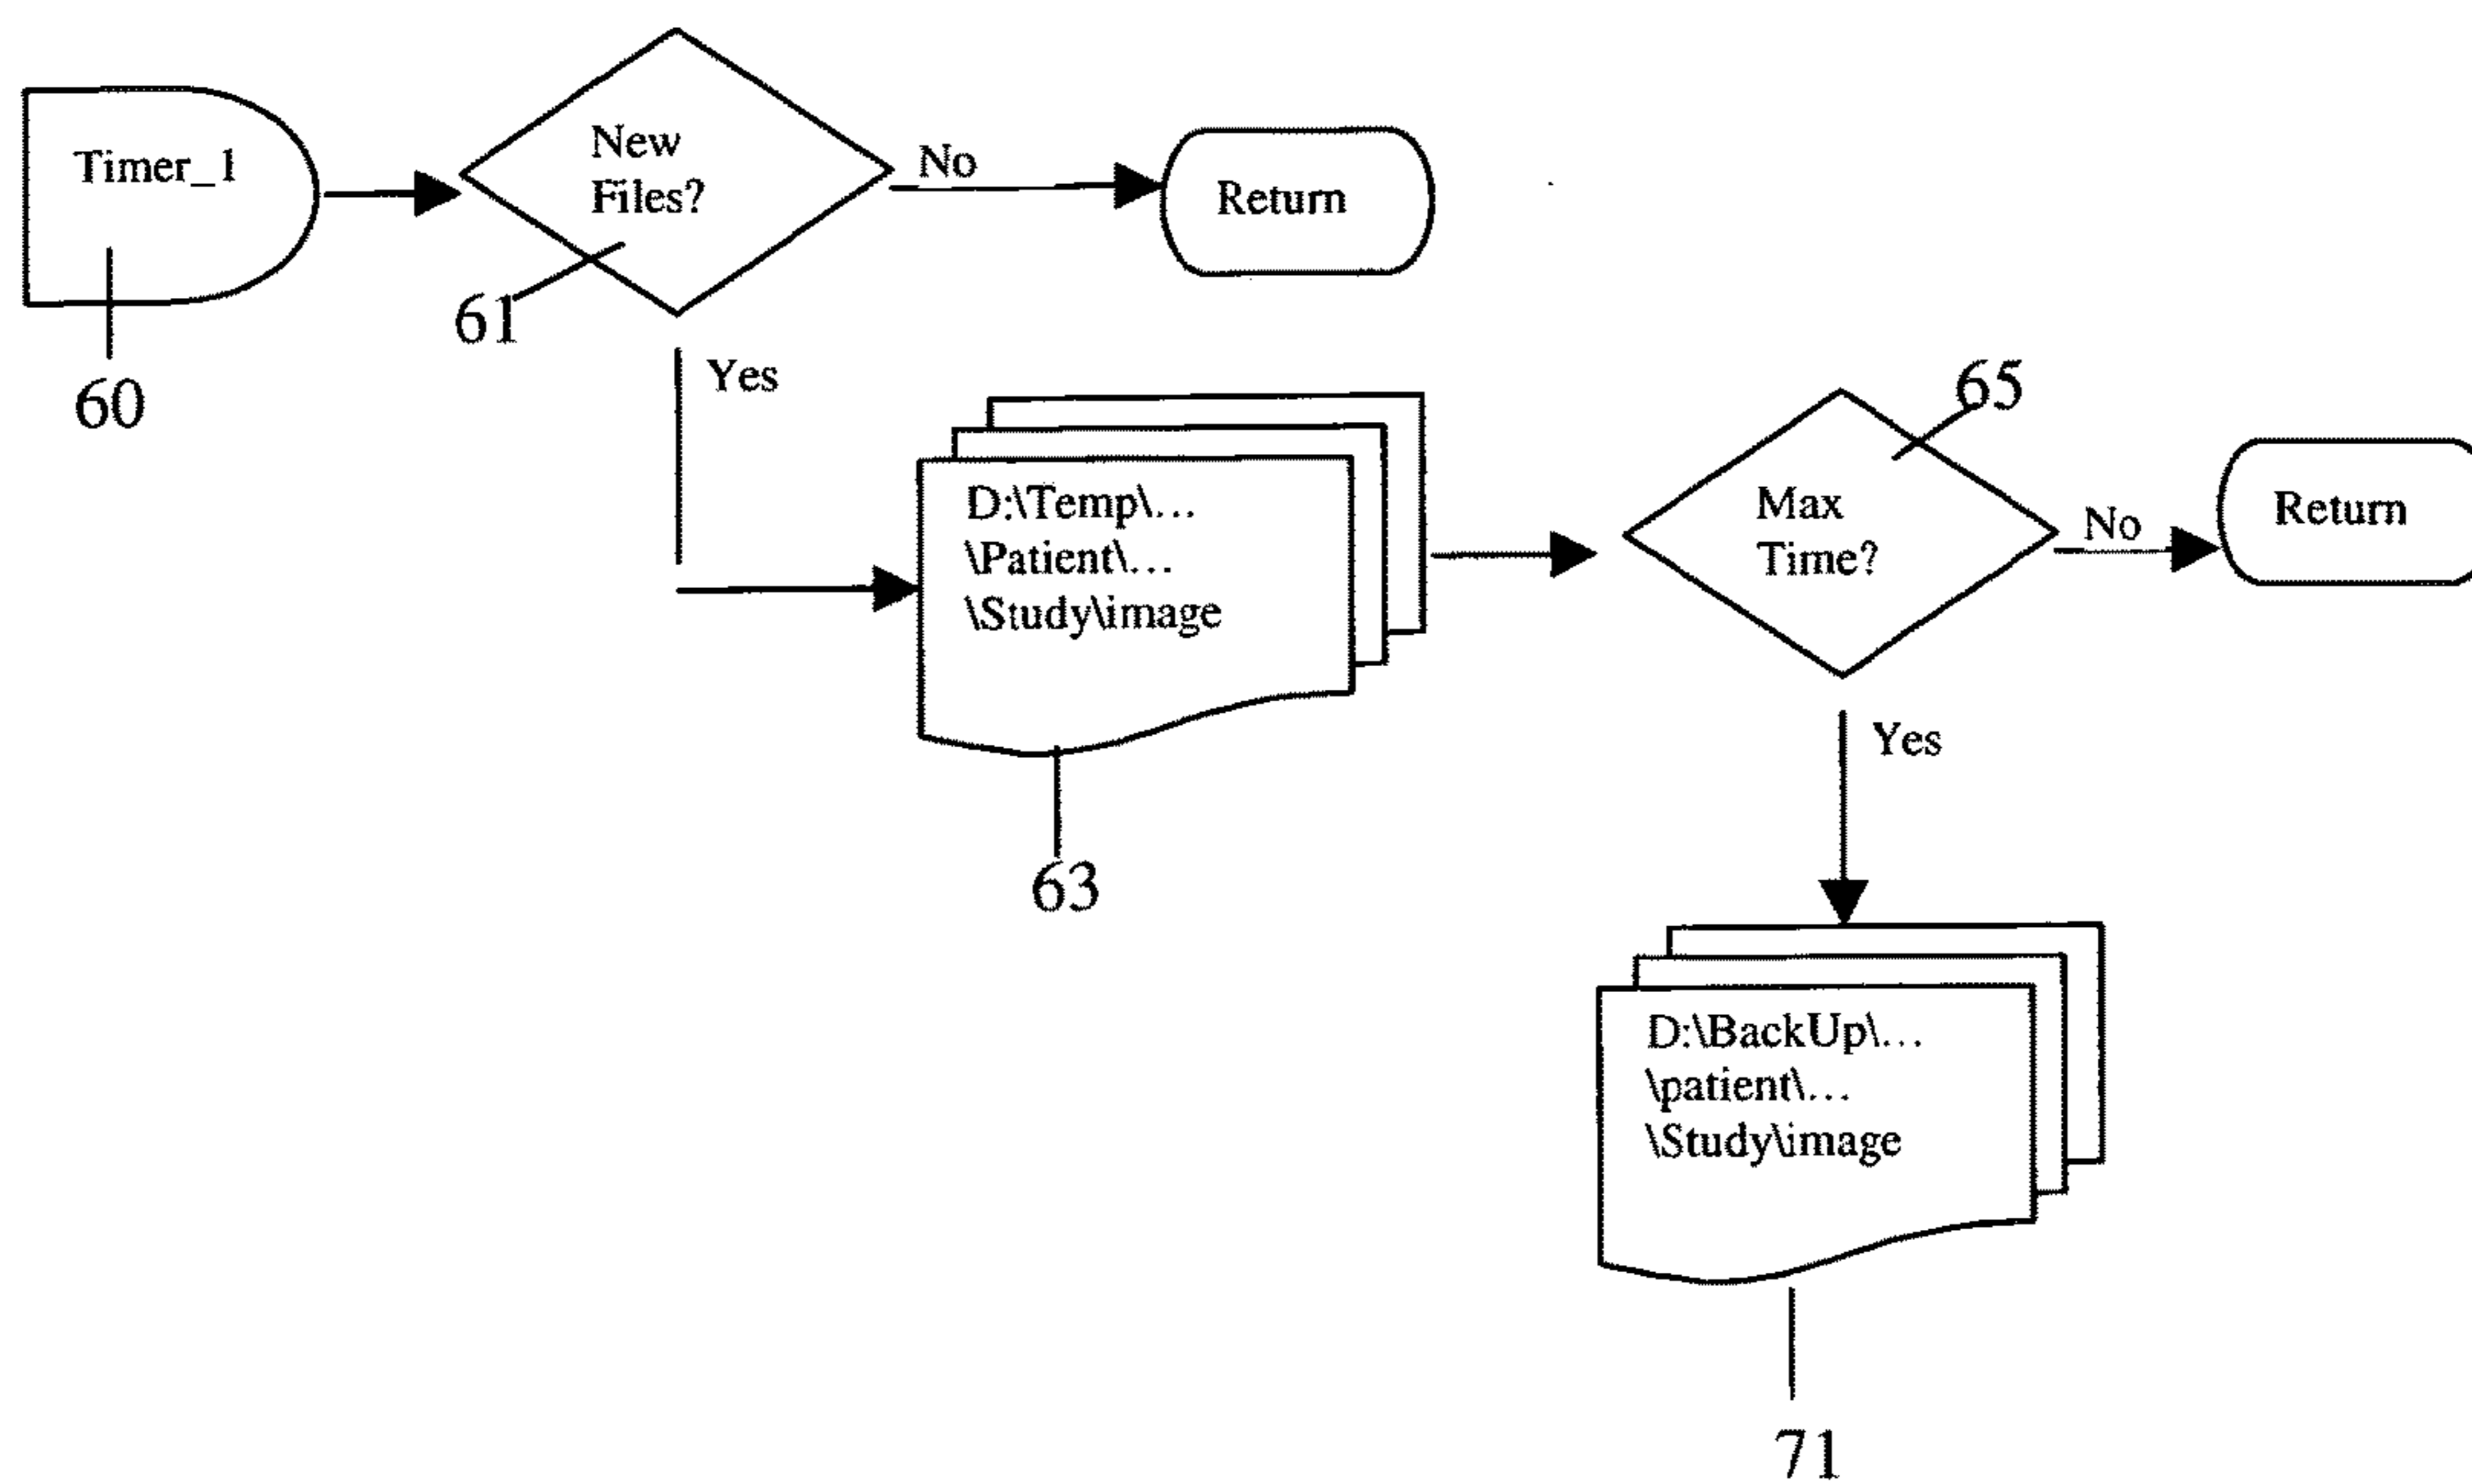 Timer_1
60
New
Files?
61
No
Return
Yes
D:\Temp\...
\Patient\...
\Study\image
63
65
Max
Time?
No
Return
Yes
D:\BackUp\...
\patient\...
\Study\image
71